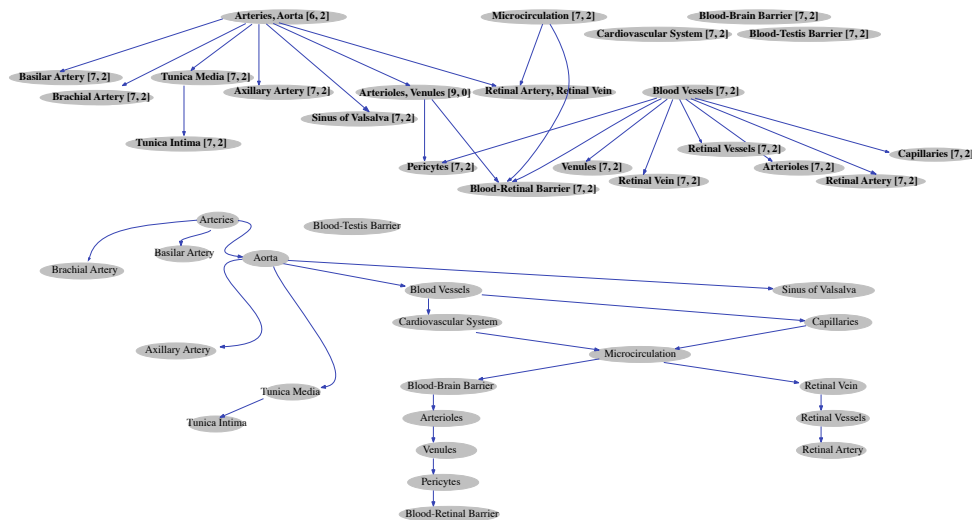 Arteries, Aorta [6, 2]
Microcirculation [7, 2]
Blood-Brain Barrier [7, 2]
Cardiovascular System [7, 2]
Blood-Testis Barrier [7, 2]
Basilar Artery [7, 2]
Tunica Media [7, 2]
Brachial Artery [7, 2]
Axillary Artery [7, 2]
Arterioles, Venules [9, 0]
Retinal Artery, Retinal Vein
Blood Vessels [7, 2]
Sinus of Valsalva [7, 2]
Tunica Intima [7, 2]
Retinal Vessels [7, 2]
Capillaries [7, 2]
Pericytes [7, 2]
Venules [7, 2]
Arterioles [7, 2]
Blood-Retinal Barrier [7, 2]
Retinal Vein [7, 2]
Retinal Artery [7, 2]
Arteries
Blood-Testis Barrier
Basilar Artery
Aorta
Brachial Artery
Blood Vessels
Sinus of Valsalva
Cardiovascular System
Capillaries
Axillary Artery
Microcirculation
Tunica Media
Blood-Brain Barrier
Retinal Vein
Tunica Intima
Arterioles
Retinal Vessels
Venules
Retinal Artery
Pericytes
Blood-Retinal Barrier